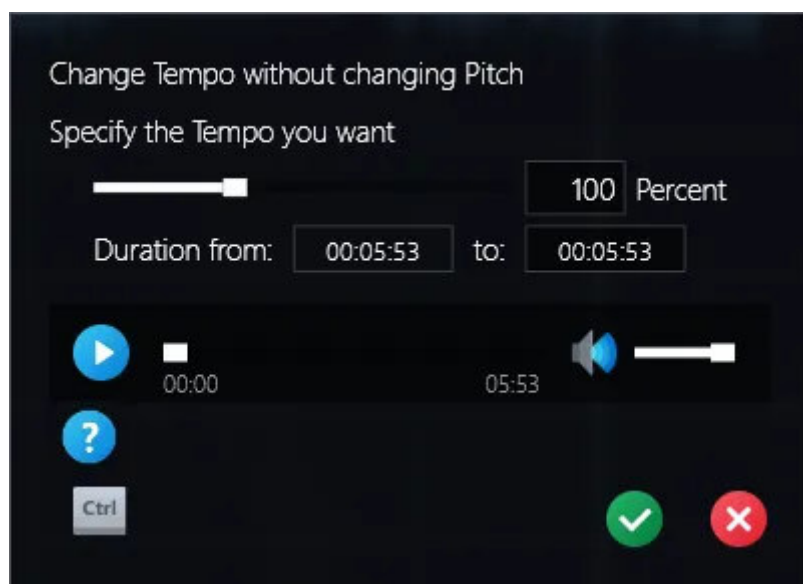 Change Tempo without changing Pitch
Specify the Tempo you want
100 Percent
Duration from: 00:05:53 to: 00:05:53
00:00 05:53
?
Ctrl